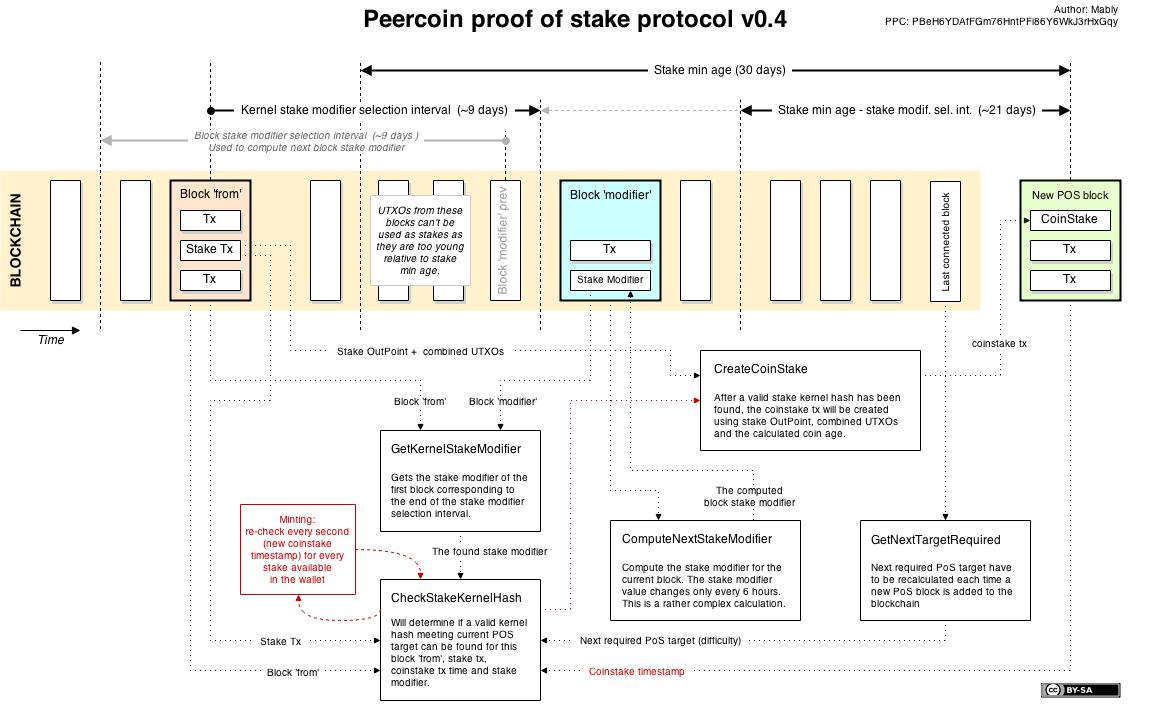 Peercoin proof of stake protocol v0.4
Author: Mably
PPC: PBeH6YDAfFGm76HntPFi86Y6WkJ3rHxGqy
Stake min age (30 days)
Kernel stake modifier selection interval (~9 days)
Stake min age - stake modif. sel. int. (~21 days)
Block stake modifier selection interval (~9 days )
Used to compute next block stake modifier
BLOCKCHAIN
Block 'from'
Tx
Stake Tx
Tx
UTXOs from these
blocks can't be
used as stakes as
they are too young
relative to stake
min age.
Block 'modifier' prev
Block 'modifier'
Tx
Stake Modifier
Last connected block
New POS block
CoinStake
Tx
Tx
Time
Stake OutPoint + combined UTXOs
coinstake tx
CreateCoinStake
After a valid stake kernel hash has been
found, the coinstake tx will be created
using stake OutPoint, combined UTXOs
and the calculated coin age.
Block 'from'
Block 'modifier'
GetKernelStakeModifier
Gets the stake modifier of the
first block corresponding to
the end of the stake modifier
selection interval.
The computed
block stake modifier
Minting:
re-check every second
(new coinstake
timestamp) for every
stake available
in the wallet
The found stake modifier
ComputeNextStakeModifier
Compute the stake modifier for the
current block. The stake modifier
value changes only every 6 hours.
This is a rather complex calculation.
GetNextTargetRequired
Next required PoS target have
to be recalculated each time a
new PoS block is added to the
blockchain
CheckStakeKernelHash
Will determine if a valid kernel
hash meeting current POS
target can be found for this
block 'from', stake tx,
coinstake tx time and stake
modifier.
Stake Tx
Next required PoS target (difficulty)
Block 'from'
Coinstake timestamp
cc BY-SA